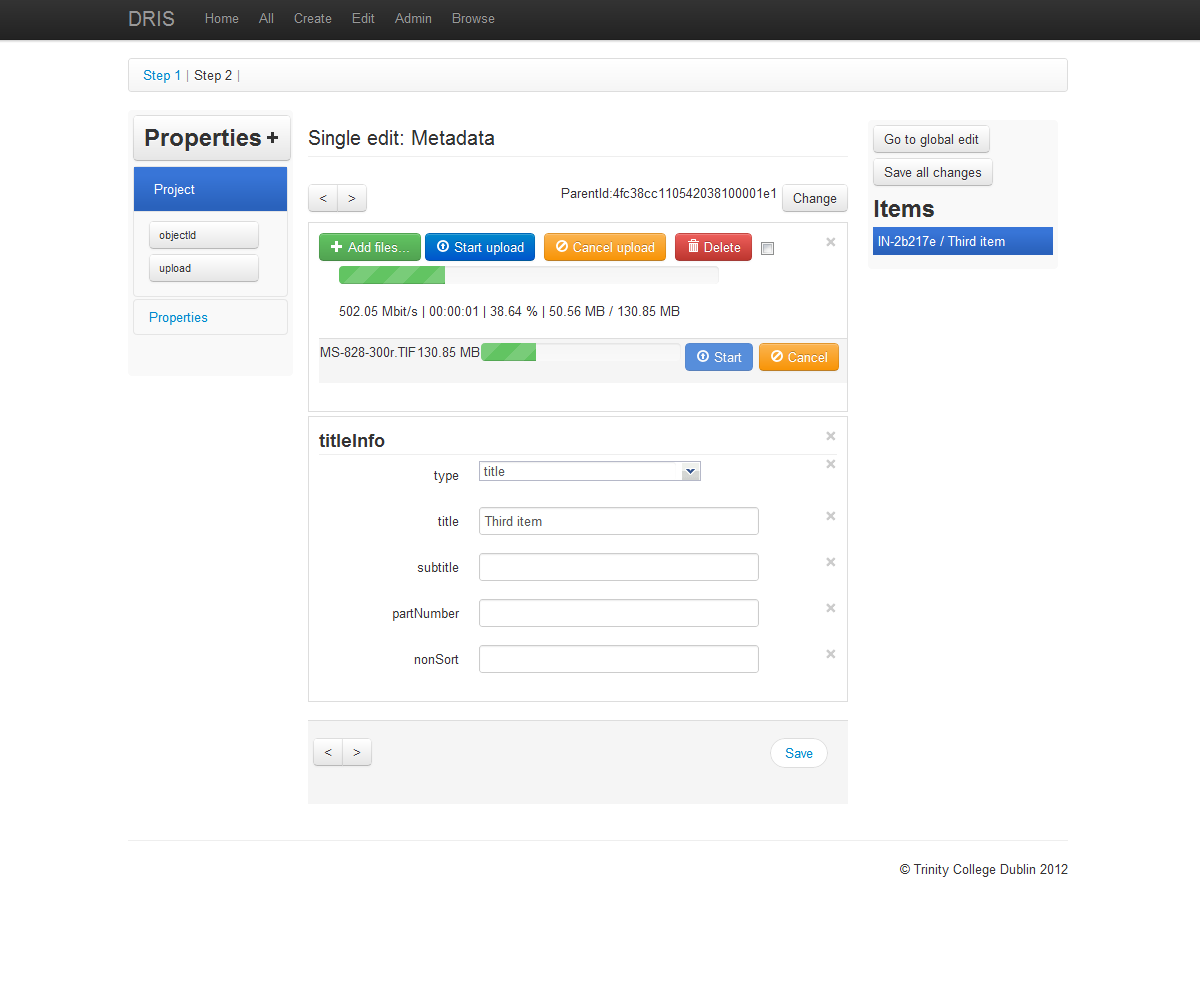 DRIS Home All Create Edit Admin Browse
Step 1 | Step 2 |
Properties +
Project
objectId
upload
Properties
Single edit: Metadata
< >
ParentId:4fc38cc110542038100001e1 Change
Add files... Start upload Cancel upload Delete
502.05 Mbit/s | 00:00:01 | 38.64 % | 50.56 MB / 130.85 MB
MS-828-300r.TIF 130.85 MB Start Cancel
titleInfo
type title
title Third item
subtitle
partNumber
nonSort
< > Save
Go to global edit
Save all changes
Items
IN-2b217e / Third item
© Trinity College Dublin 2012